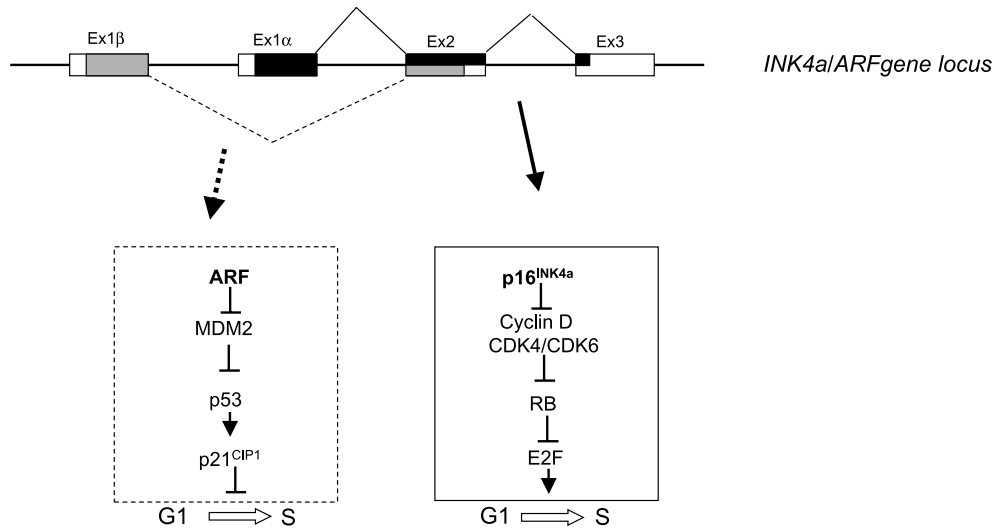 Ex1β Ex1α Ex2 Ex3
INK4a/ARFgene locus
ARF
MDM2
p53
p21CIP1
G1 S
p16INK4a
Cyclin D
CDK4/CDK6
RB
E2F
G1 S